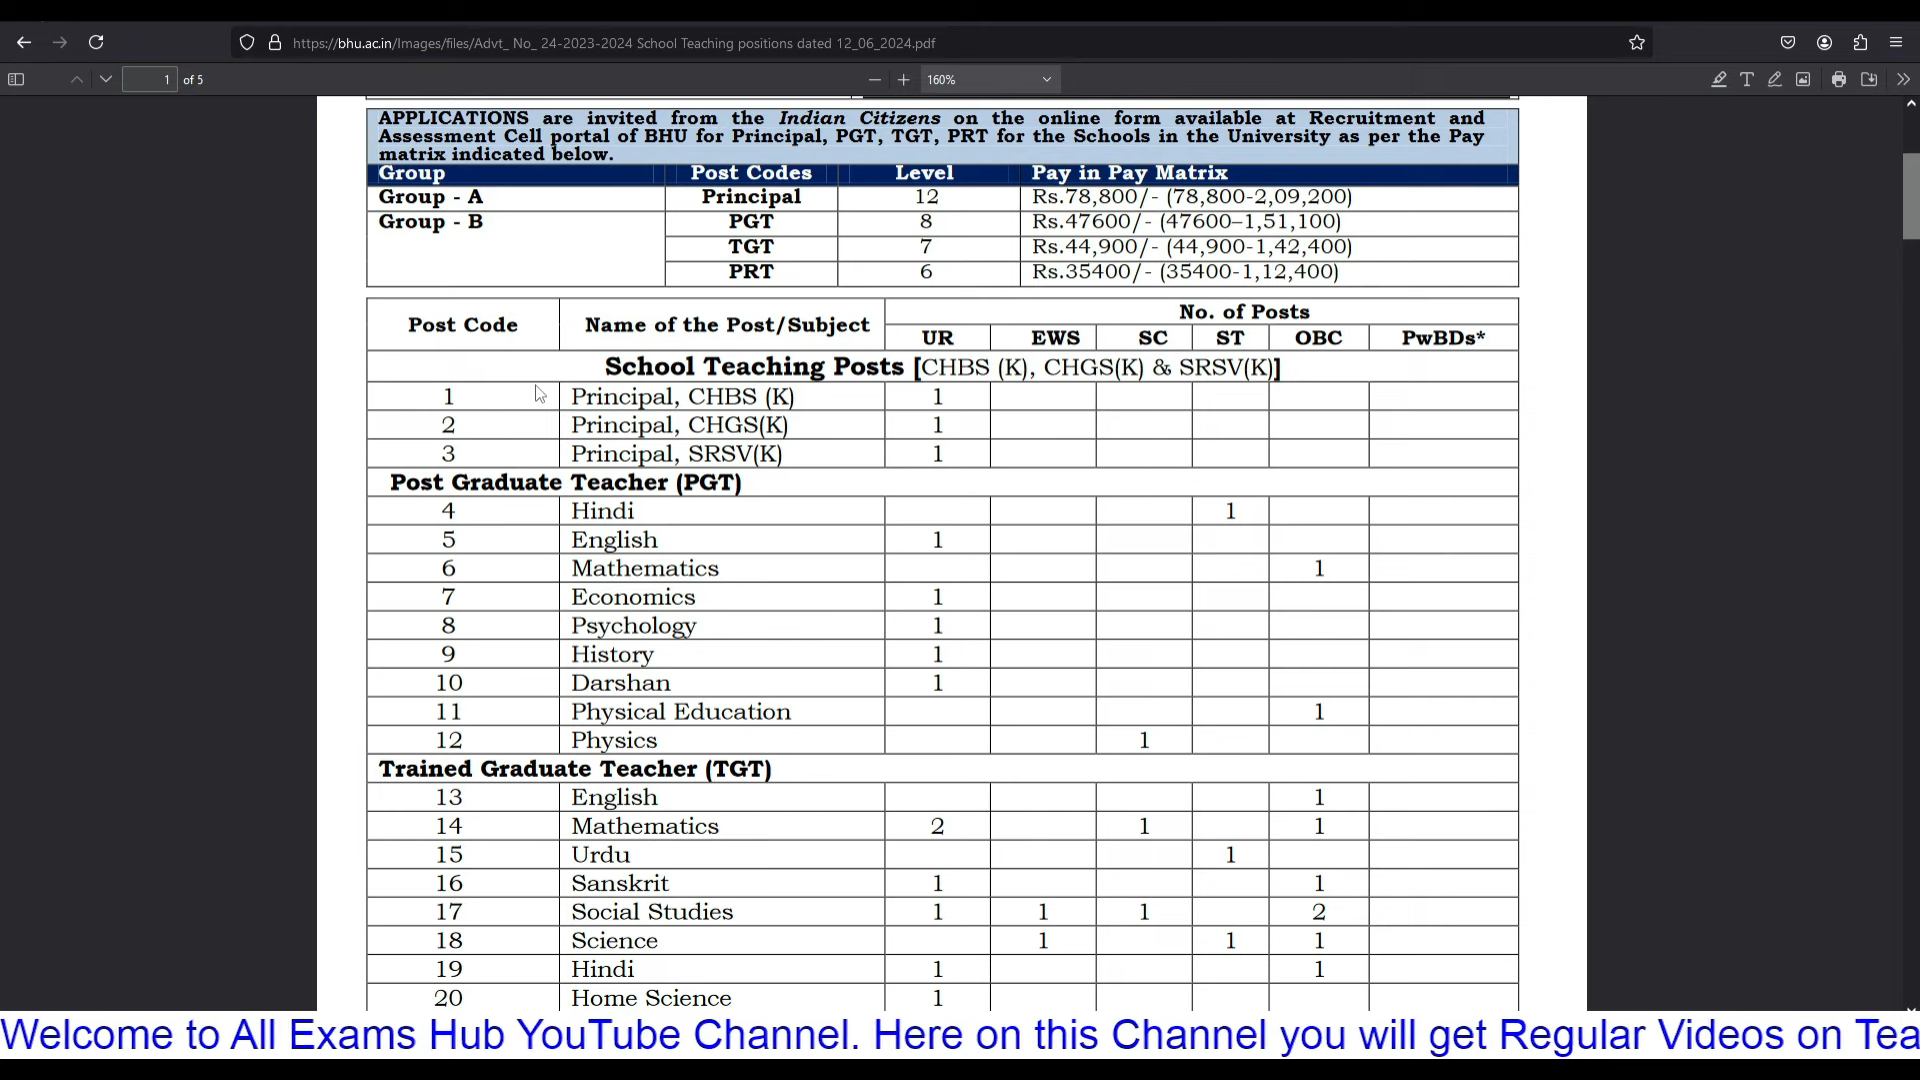 https://bhu.ac.in/Images/files/Advt_ No_ 24-2023-2024 School Teaching positions dated 12_06_2024.pdf
1 of 5
160%
APPLICATIONS are invited from the Indian Citizens on the online form available at Recruitment and
Assessment Cell portal of BHU for Principal, PGT, TGT, PRT for the Schools in the University as per the Pay
matrix indicated below.
Group Post Codes Level Pay in Pay Matrix
Group - A Principal 12 Rs.78,800/- (78,800-2,09,200)
Group - B PGT 8 Rs.47600/- (47600–1,51,100)
TGT 7 Rs.44,900/- (44,900-1,42,400)
PRT 6 Rs.35400/- (35400-1,12,400)
Post Code Name of the Post/Subject No. of Posts
UR EWS SC ST OBC PwBDs*
School Teaching Posts [CHBS (K), CHGS(K) & SRSV(K)]
1 Principal, CHBS (K) 1
2 Principal, CHGS(K) 1
3 Principal, SRSV(K) 1
Post Graduate Teacher (PGT)
4 Hindi 1
5 English 1
6 Mathematics 1
7 Economics 1
8 Psychology 1
9 History 1
10 Darshan 1
11 Physical Education 1
12 Physics 1
Trained Graduate Teacher (TGT)
13 English 1
14 Mathematics 2 1 1
15 Urdu 1
16 Sanskrit 1 1
17 Social Studies 1 1 1 2
18 Science 1 1 1
19 Hindi 1 1
20 Home Science 1
Welcome to All Exams Hub YouTube Channel. Here on this Channel you will get Regular Videos on Tea